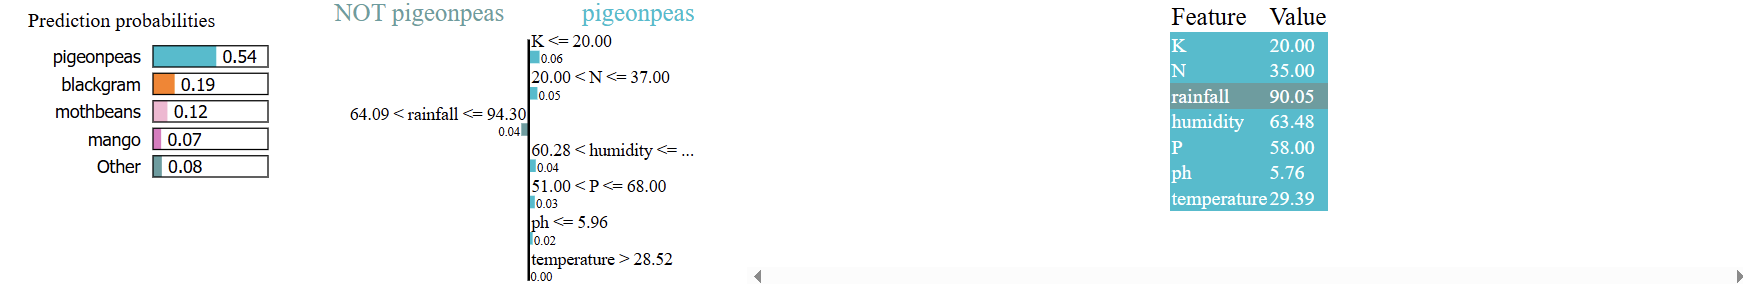 Prediction probabilities
pigeonpeas 0.54
blackgram 0.19
mothbeans 0.12
mango 0.07
Other 0.08
NOT pigeonpeas pigeonpeas
K <= 20.00
0.06
20.00 < N <= 37.00
0.05
64.09 < rainfall <= 94.30
0.04
60.28 < humidity <= ...
0.04
51.00 < P <= 68.00
0.03
ph <= 5.96
0.02
temperature > 28.52
0.00
Feature Value
K 20.00
N 35.00
rainfall 90.05
humidity 63.48
P 58.00
ph 5.76
temperature 29.39